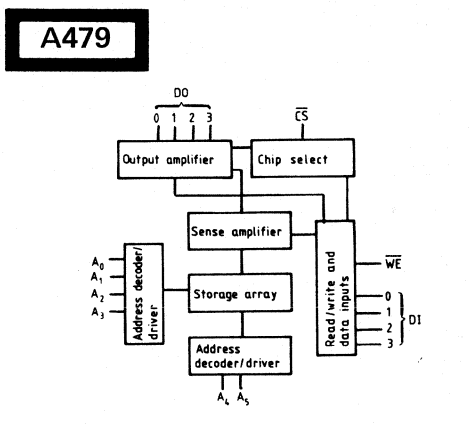 A479
DO
0 1 2 3
CS
Output amplifier
Chip select
Sense amplifier
A0
A1
A2
A3
Address decoder/
driver
Storage array
Read/write and
data inputs
WE
0
1
2
3
DI
Address
decoder/driver
A4 A5